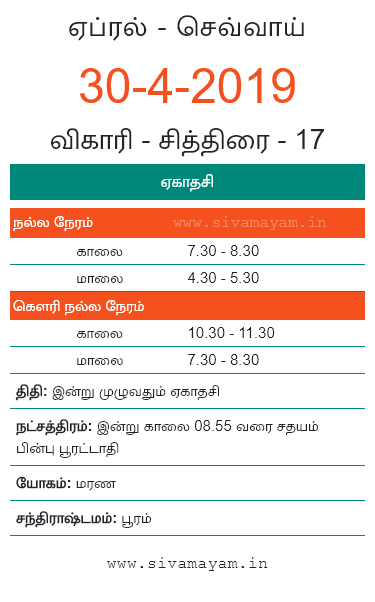 ஏப்ரல் - செவ்வாய்
30-4-2019
விகாரி - சித்திரை - 17
ஏகாதசி
நல்ல நேரம் www.sivamayam.in
காலை 7.30 - 8.30
மாலை 4.30 - 5.30
கௌரி நல்ல நேரம்
காலை 10.30 - 11.30
மாலை 7.30 - 8.30
திதி: இன்று முழுவதும் ஏகாதசி
நட்சத்திரம்: இன்று காலை 08.55 வரை சதயம்
பின்பு பூரட்டாதி
யோகம்: மரண
சந்திராஷ்டமம்: பூரம்
www.sivamayam.in